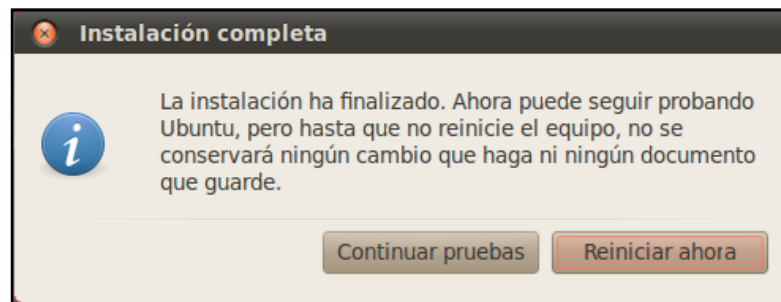 Instalación completa
La instalación ha finalizado. Ahora puede seguir probando
Ubuntu, pero hasta que no reinicie el equipo, no se
conservará ningún cambio que haga ni ningún documento
que guarde.
Continuar pruebas
Reiniciar ahora